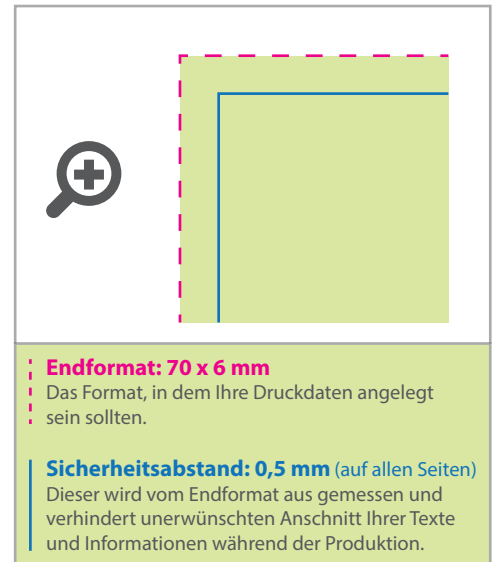 Endformat: 70 x 6 mm
Das Format, in dem Ihre Druckdaten angelegt
sein sollten.
Sicherheitsabstand: 0,5 mm (auf allen Seiten)
Dieser wird vom Endformat aus gemessen und
verhindert unerwünschten Anschnitt Ihrer Texte
und Informationen während der Produktion.